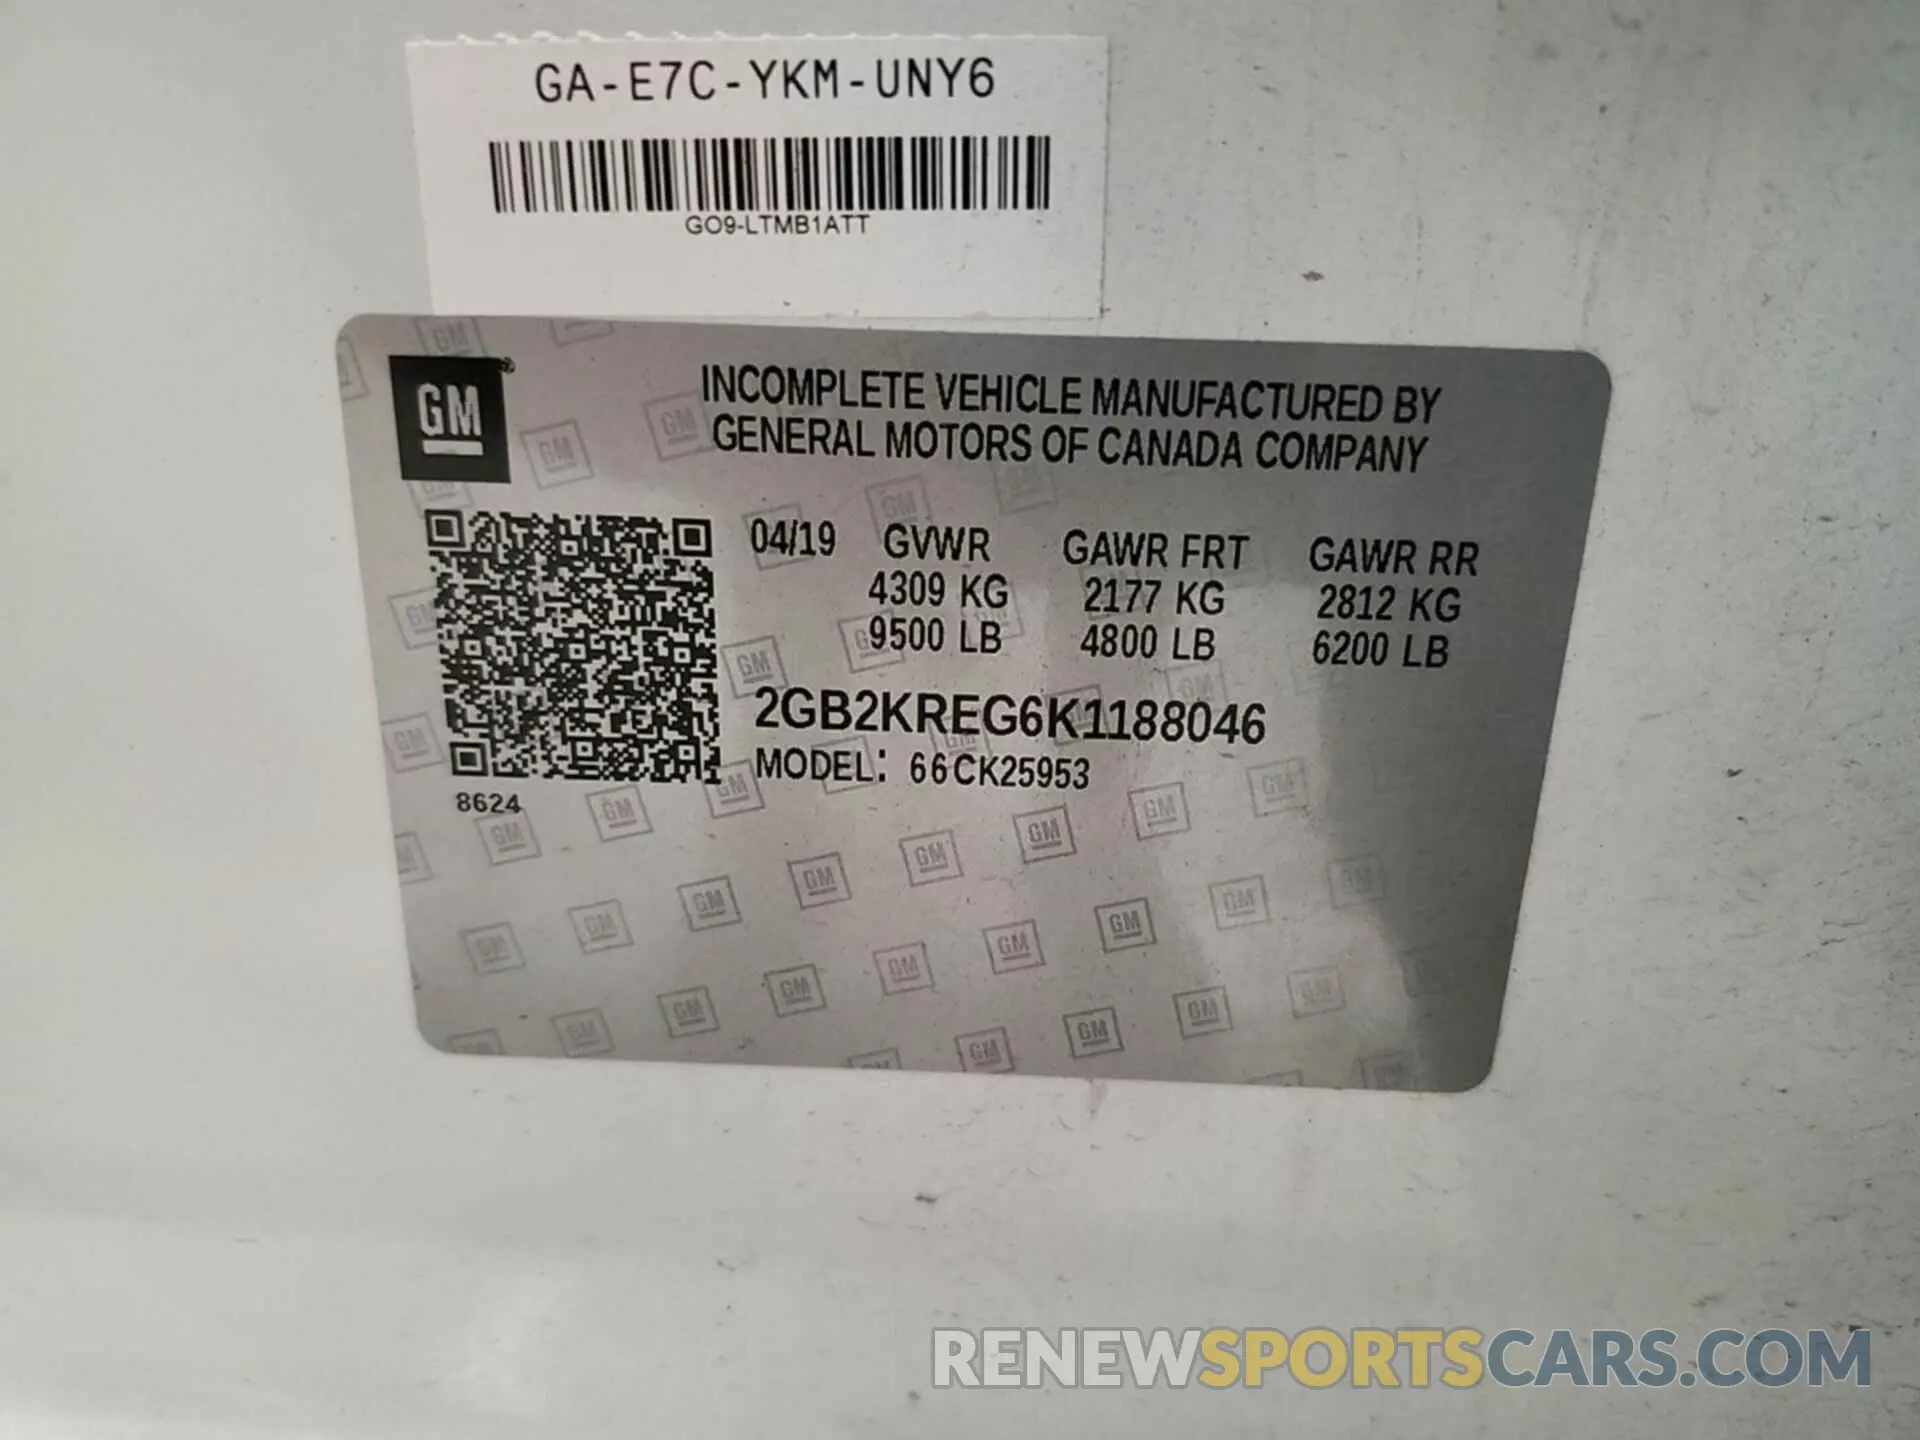 GA-E7C-YKM-UNY6
GO9-LTMB1ATT
GM
INCOMPLETE VEHICLE MANUFACTURED BY
GENERAL MOTORS OF CANADA COMPANY
04/19 GVWR GAWR FRT GAWR RR
4309 KG 2177 KG 2812 KG
9500 LB 4800 LB 6200 LB
2GB2KREG6K1188046
MODEL: 66CK25953
8624
RENEWSPORTSCARS.COM